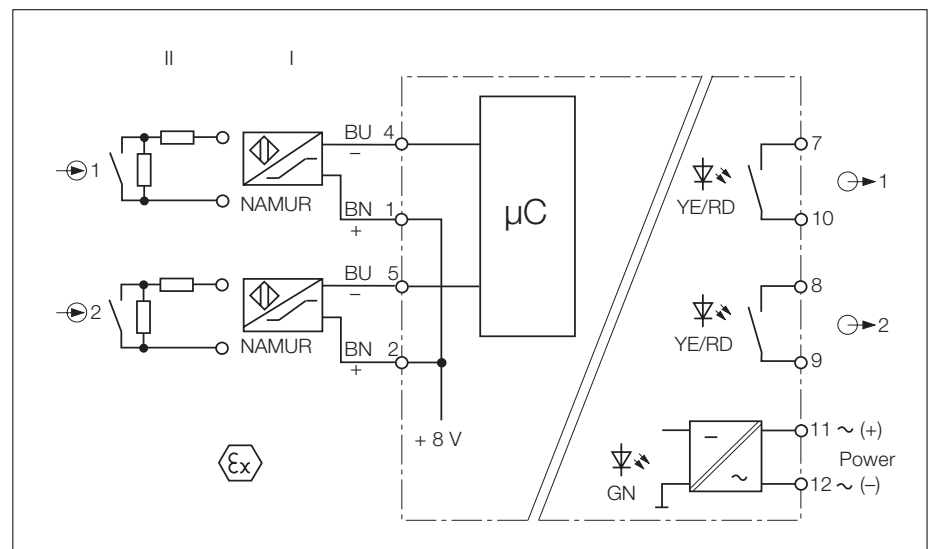 II I
BU 4
–
7
1
YE/RD
1
NAMUR
BN 1
+
10
µC
BU 5
–
8
2
YE/RD
2
NAMUR
BN 2
+
9
+ 8 V
11 ~ (+)
Power
12 ~ (–)
–
~
GN
Ex